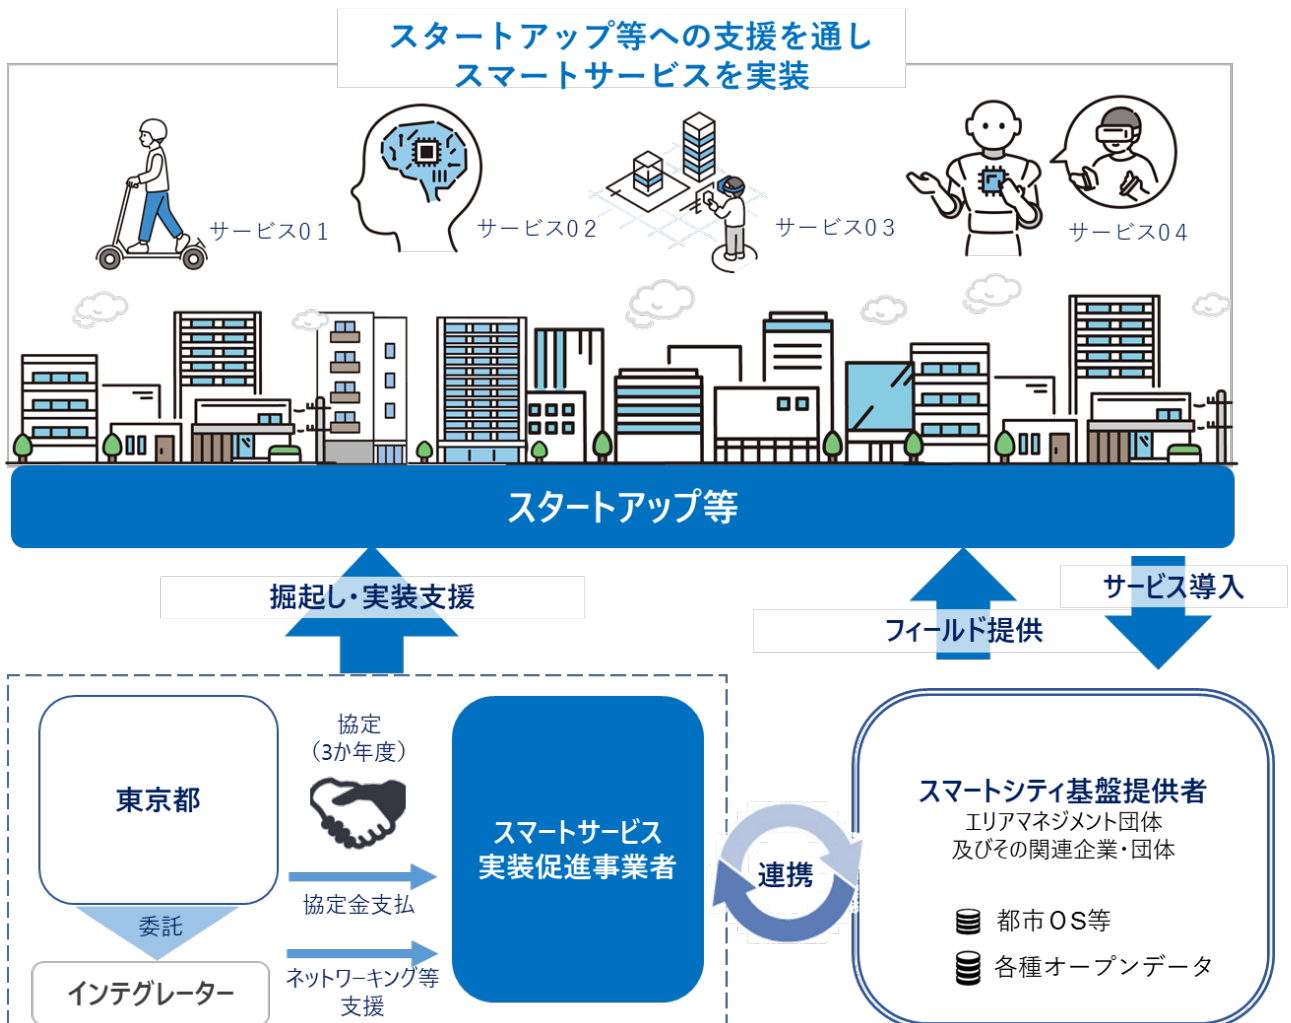 スタートアップ等への支援を通し
スマートサービスを実装
サービス01
サービス02
サービス03
サービス04
スタートアップ等
掘起し・実装支援
サービス導入
フィールド提供
東京都
協定
（3か年度）
協定金支払
委託
インテグレーター
ネットワーキング等
支援
スマートサービス
実装促進事業者
連携
スマートシティ基盤提供者
エリアマネジメント団体
及びその関連企業・団体
都市OS等
各種オープンデータ